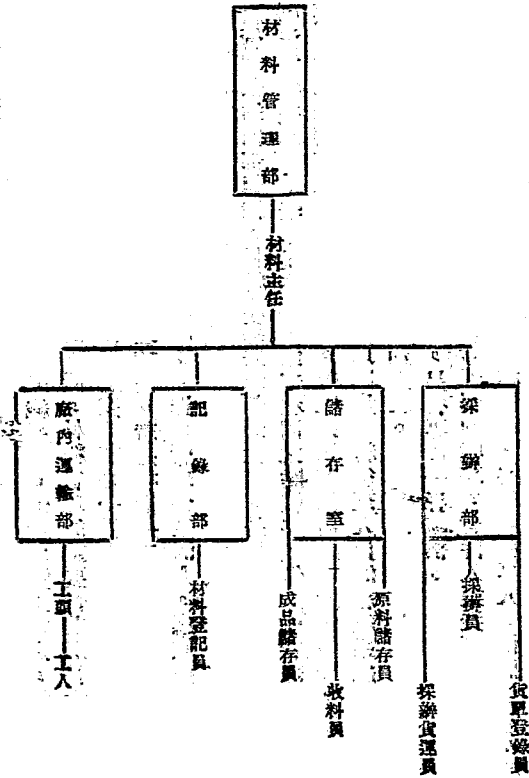 材料管理部
材料主任
採辦部
儲存室
記錄部
廠內運輸部
貨單登錄員
採辦員
採辦貨運員
原料儲存員
收料員
成品儲存員
材料登記員
工頭
工人